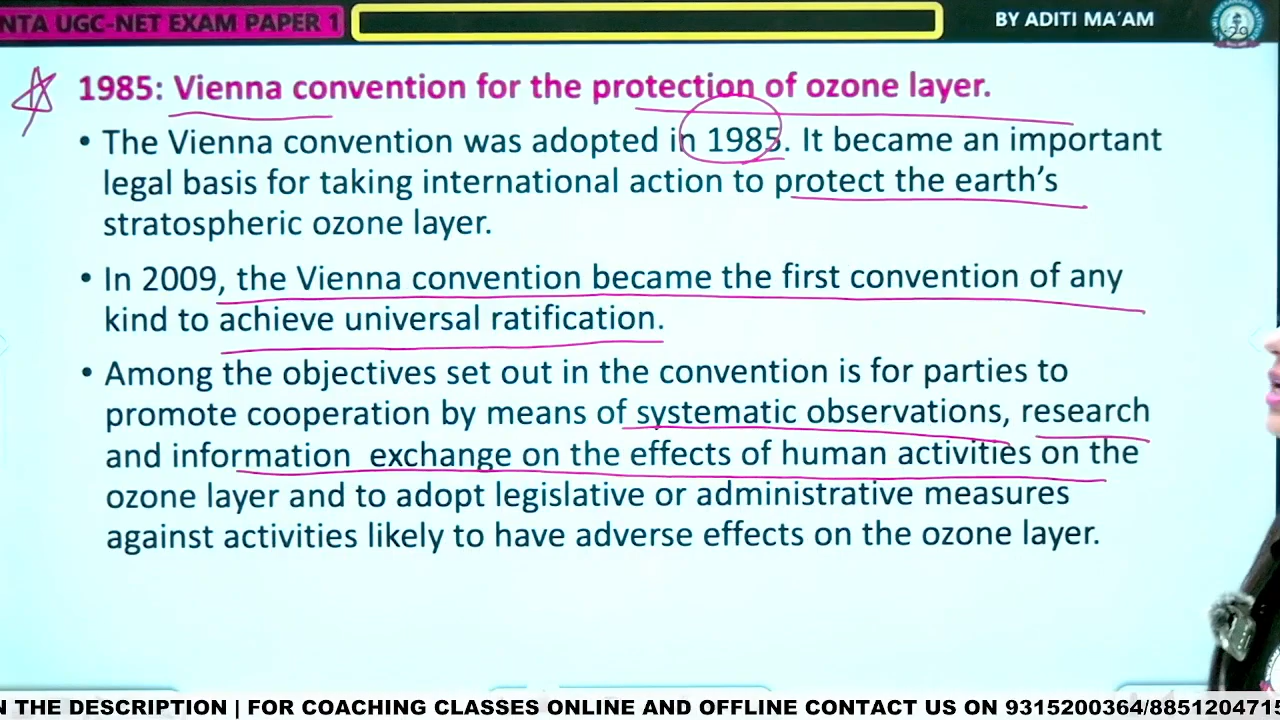 NTA UGC-NET EXAM PAPER 1
BY ADITI MA'AM
1985: Vienna convention for the protection of ozone layer.
• The Vienna convention was adopted in 1985. It became an important
legal basis for taking international action to protect the earth's
stratospheric ozone layer.
• In 2009, the Vienna convention became the first convention of any
kind to achieve universal ratification.
• Among the objectives set out in the convention is for parties to
promote cooperation by means of systematic observations, research
and information exchange on the effects of human activities on the
ozone layer and to adopt legislative or administrative measures
against activities likely to have adverse effects on the ozone layer.
N THE DESCRIPTION | FOR COACHING CLASSES ONLINE AND OFFLINE CONTACT US ON 9315200364/8851204715